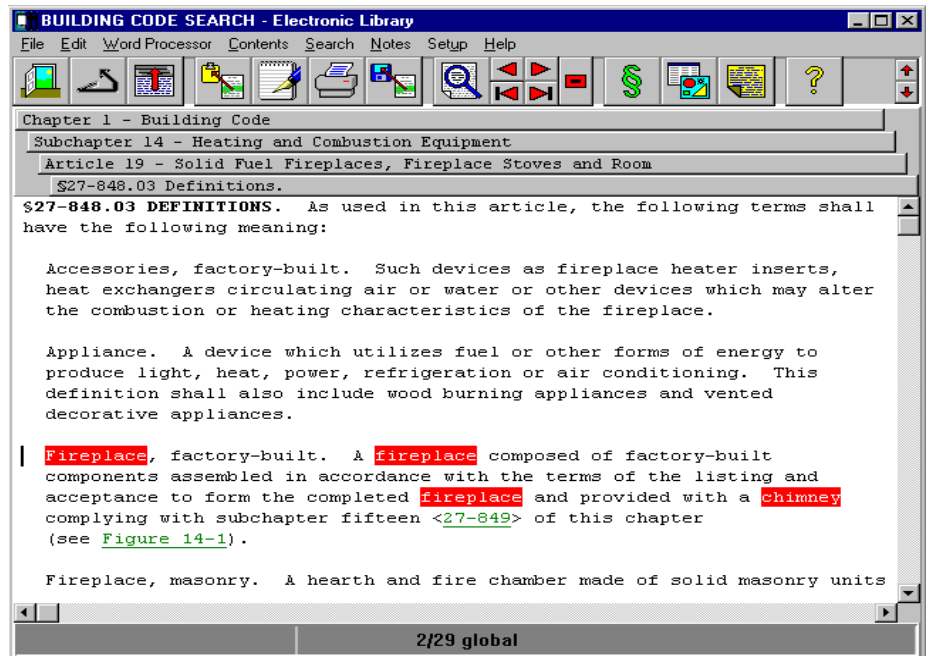 BUILDING CODE SEARCH - Electronic Library
File Edit Word Processor Contents Search Notes Setup Help
Chapter 1 - Building Code
Subchapter 14 - Heating and Combustion Equipment
Article 19 - Solid Fuel Fireplaces, Fireplace Stoves and Room
§27-848.03 Definitions.
§27-848.03 DEFINITIONS. As used in this article, the following terms shall
have the following meaning:
Accessories, factory-built. Such devices as fireplace heater inserts,
heat exchangers circulating air or water or other devices which may alter
the combustion or heating characteristics of the fireplace.
Appliance. A device which utilizes fuel or other forms of energy to
produce light, heat, power, refrigeration or air conditioning. This
definition shall also include wood burning appliances and vented
decorative appliances.
Fireplace, factory-built. A fireplace composed of factory-built
components assembled in accordance with the terms of the listing and
acceptance to form the completed fireplace and provided with a chimney
complying with subchapter fifteen <27-849> of this chapter
(see Figure 14-1).
Fireplace, masonry. A hearth and fire chamber made of solid masonry units
2/29 global